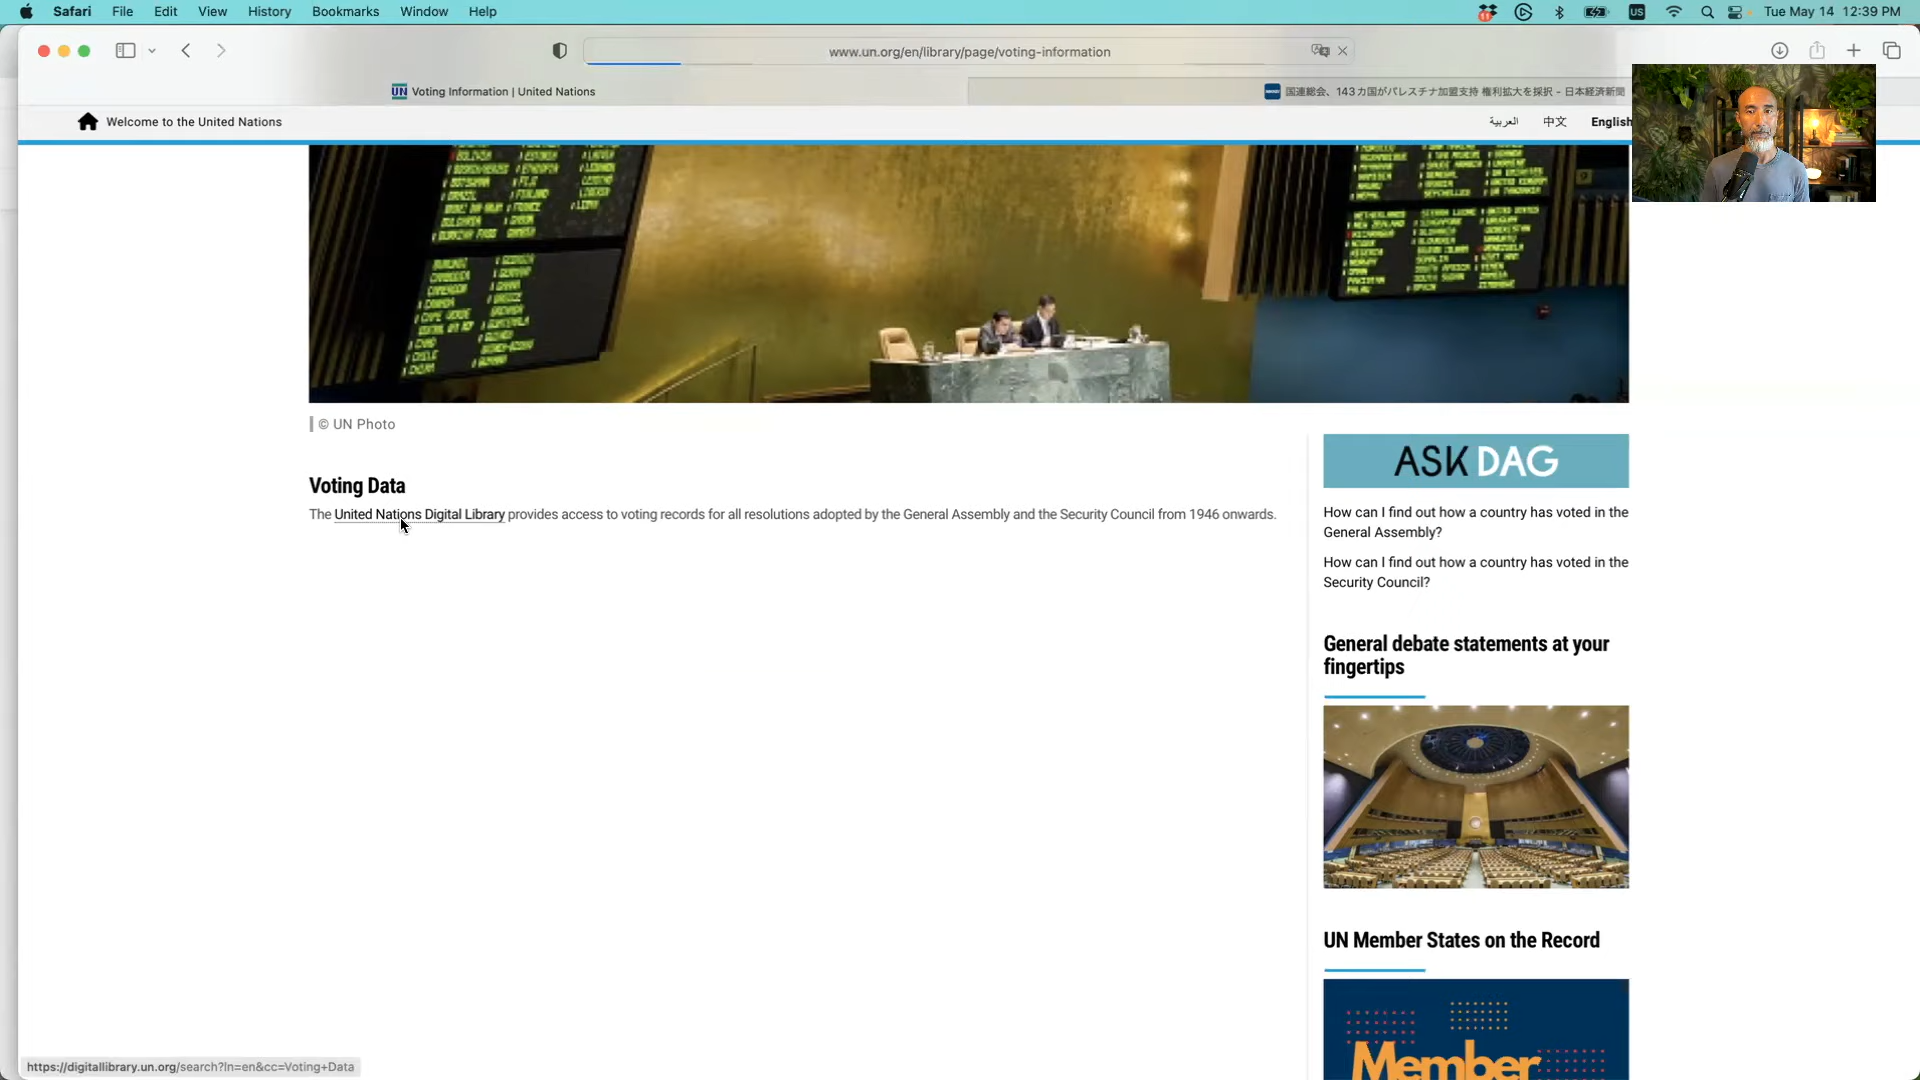 Safari File Edit View History Bookmarks Window Help
US Tue May 14 12:39 PM
www.un.org/en/library/page/voting-information
UN Voting Information | United Nations
国連総会、143カ国がパレスチナ加盟支持 権利拡大を採択 - 日本経済新聞
Welcome to the United Nations
العربية 中文 English
© UN Photo
Voting Data
The United Nations Digital Library provides access to voting records for all resolutions adopted by the General Assembly and the Security Council from 1946 onwards.
ASK DAG
How can I find out how a country has voted in the
General Assembly?
How can I find out how a country has voted in the
Security Council?
General debate statements at your
fingertips
UN Member States on the Record
Member
https://digitallibrary.un.org/search?ln=en&cc=Voting+Data